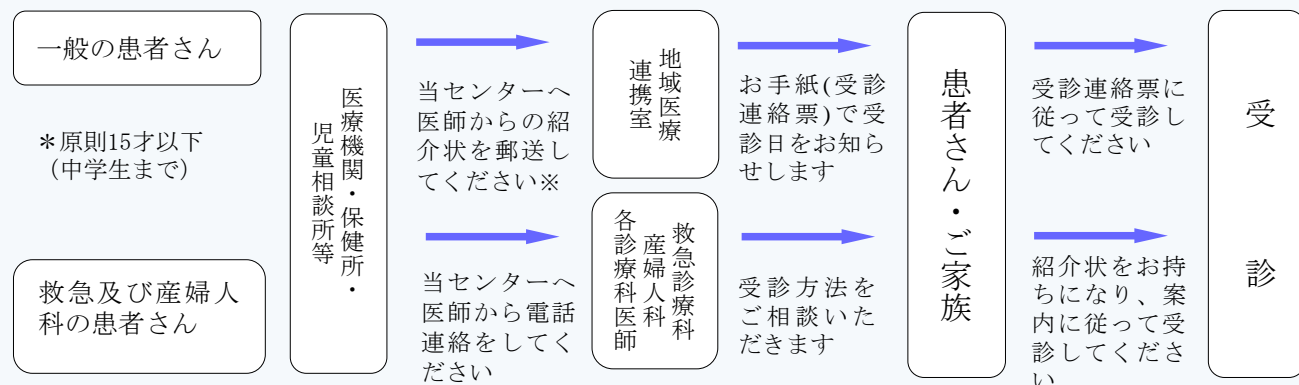 一般の患者さん
＊原則15才以下
（中学生まで）
救急及び産婦人
科の患者さん
医療機関・保健所・
児童相談所等
当センターへ
医師からの紹
介状を郵送し
てください※
当センターへ
医師から電話
連絡をしてく
ださい
地域医療
連携室
救急診療科
産婦人科
各診療科医師
お手紙(受診
連絡票)で受
診日をお知ら
せします
受診方法を
ご相談いた
だきます
患者さん・ご家族
受診連絡票に
従って受診し
てください
紹介状をお持
ちになり、案
内に従って受
診してくださ
い
受診